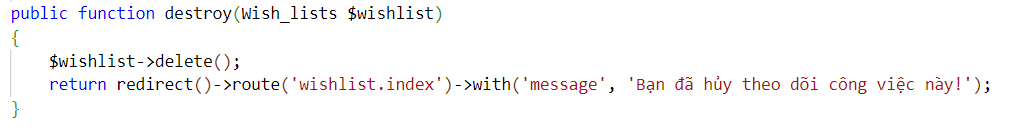 public function destroy(Wish_lists $wishlist)
{
    $wishlist->delete();
    return redirect()->route('wishlist.index')->with('message', 'Bạn đã hủy theo dõi công việc này!');
}